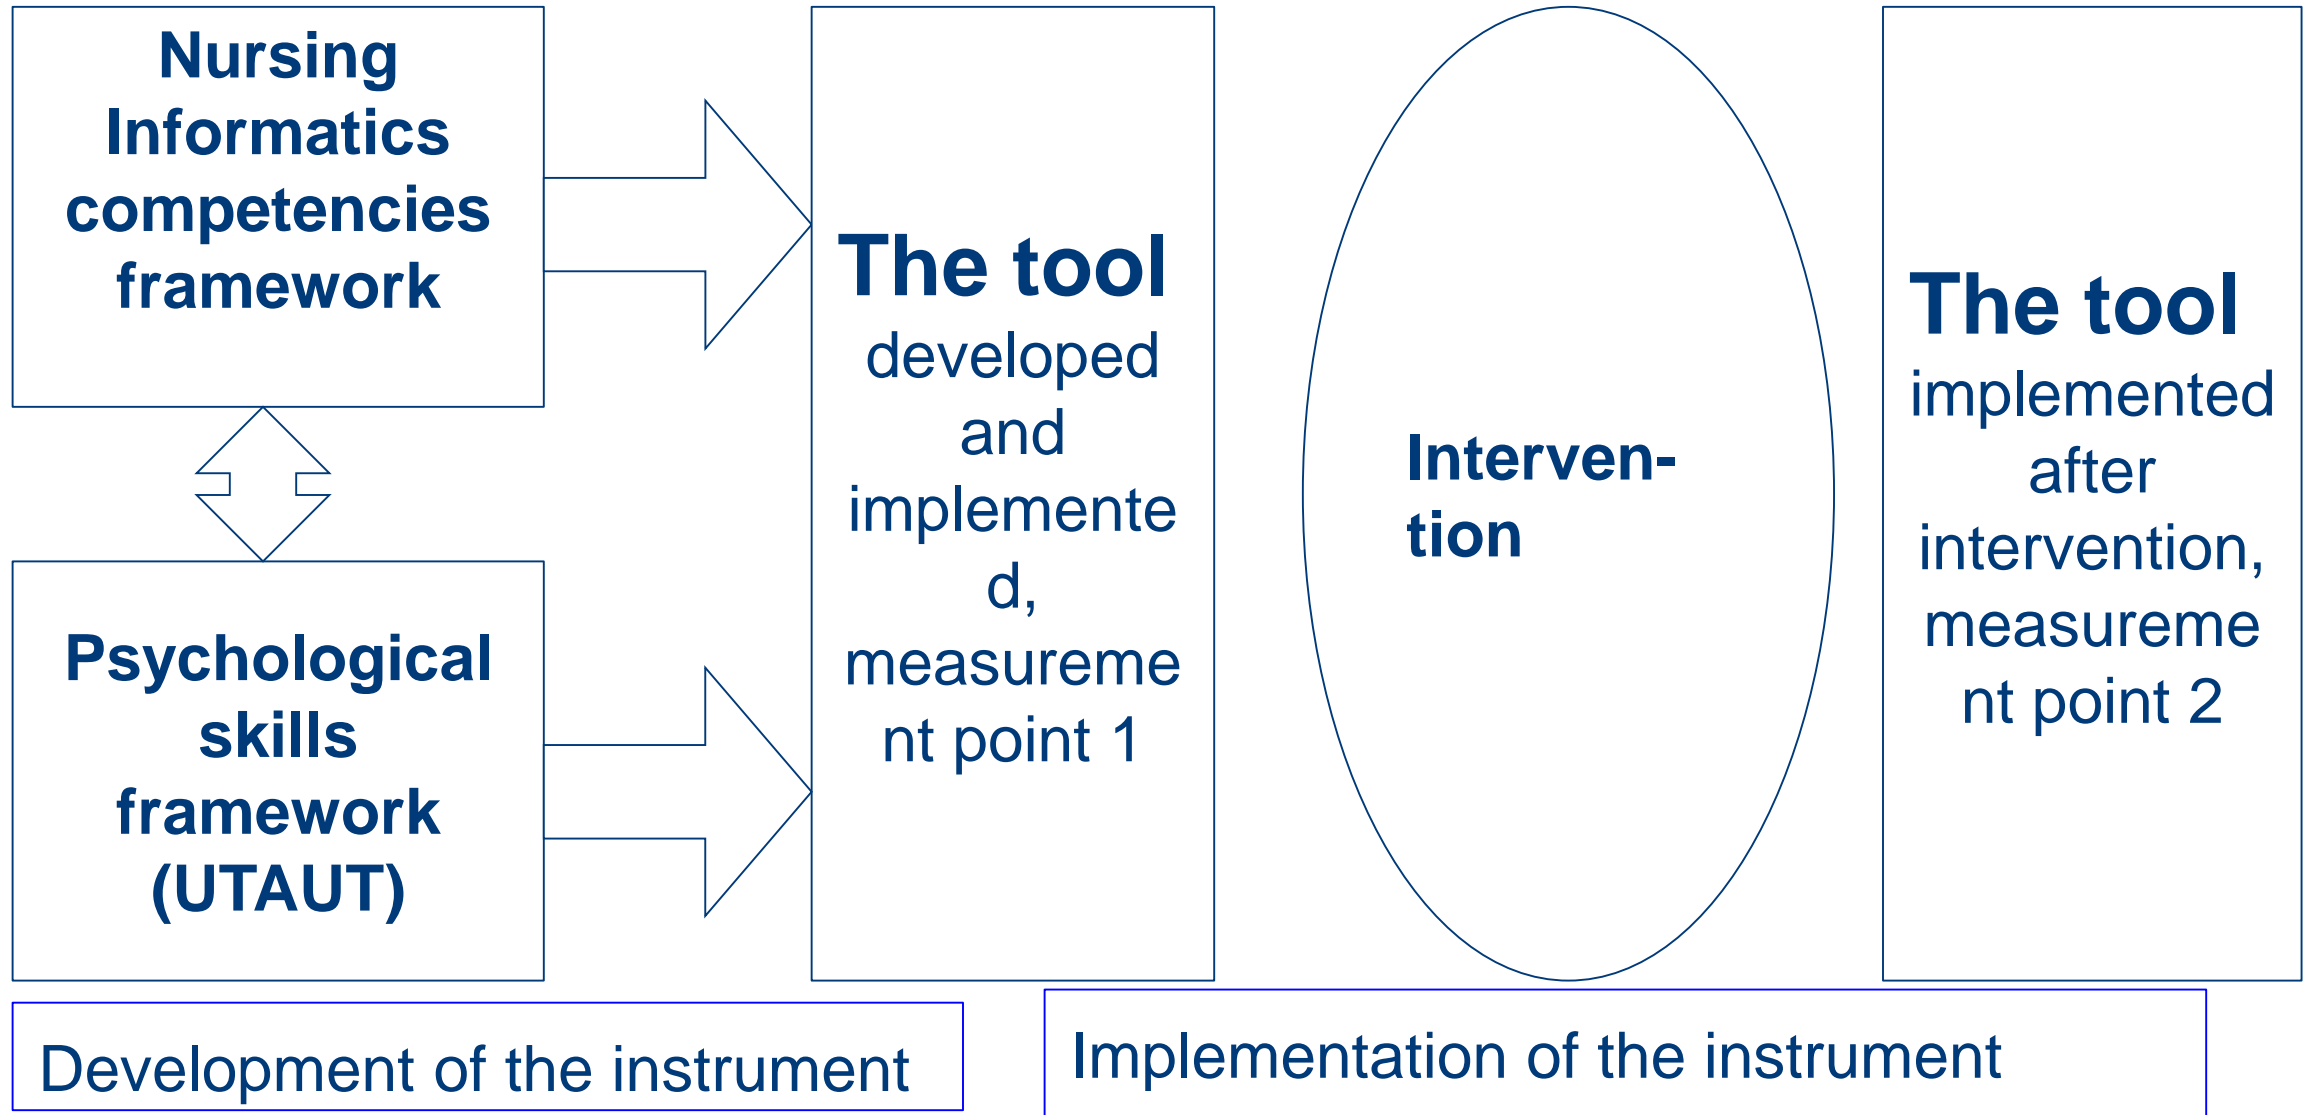 Nursing
Informatics
competencies
framework
Psychological
skills
framework
(UTAUT)
The tool
developed
and
implemente
d,
measureme
nt point 1
Interven-
tion
The tool
implemented
after
intervention,
measureme
nt point 2
Development of the instrument
Implementation of the instrument